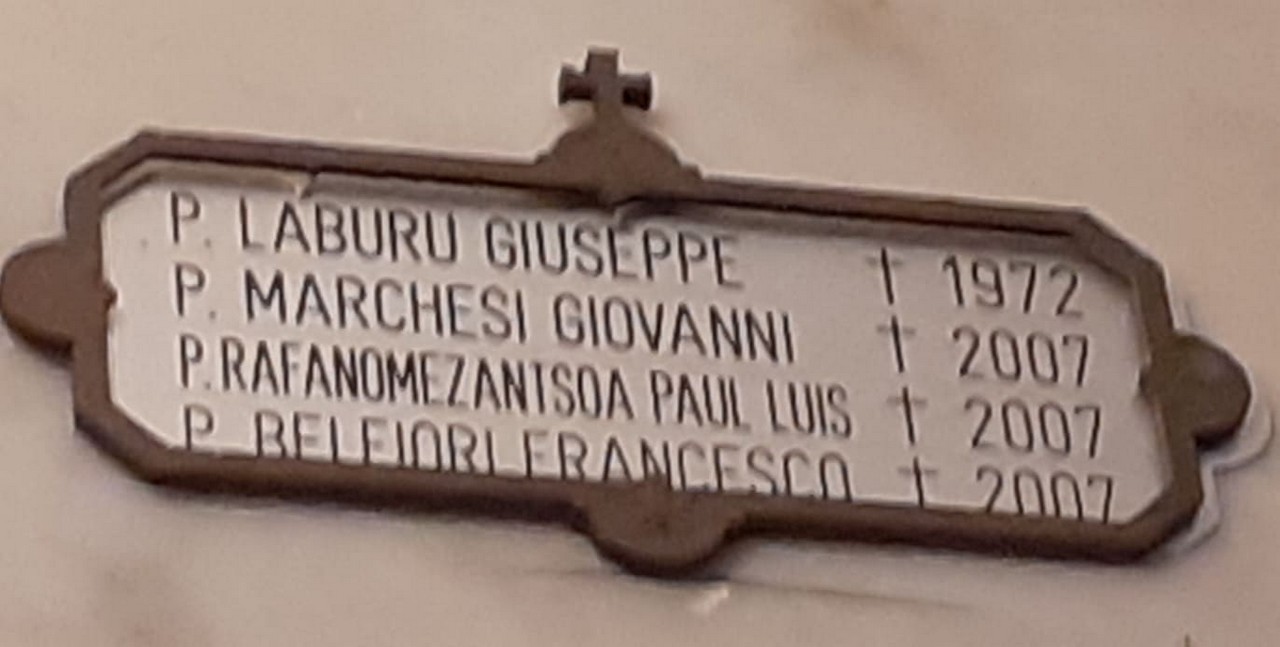 P. LABURU GIUSEPPE † 1972
P. MARCHESI GIOVANNI † 2007
P. RAFANOMEZANTSOA PAUL LUIS † 2007
P. BELFIORI FRANCESCO † 2007